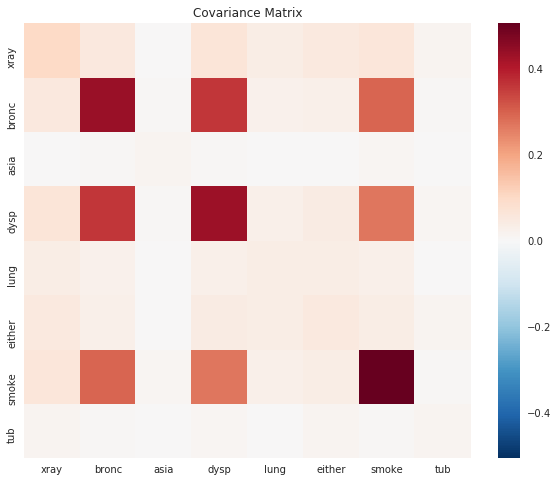 Covariance Matrix
xray
bronc
asia
dysp
lung
either
smoke
tub
xray bronc asia dysp lung either smoke tub
0.4
0.2
0.0
−0.2
−0.4